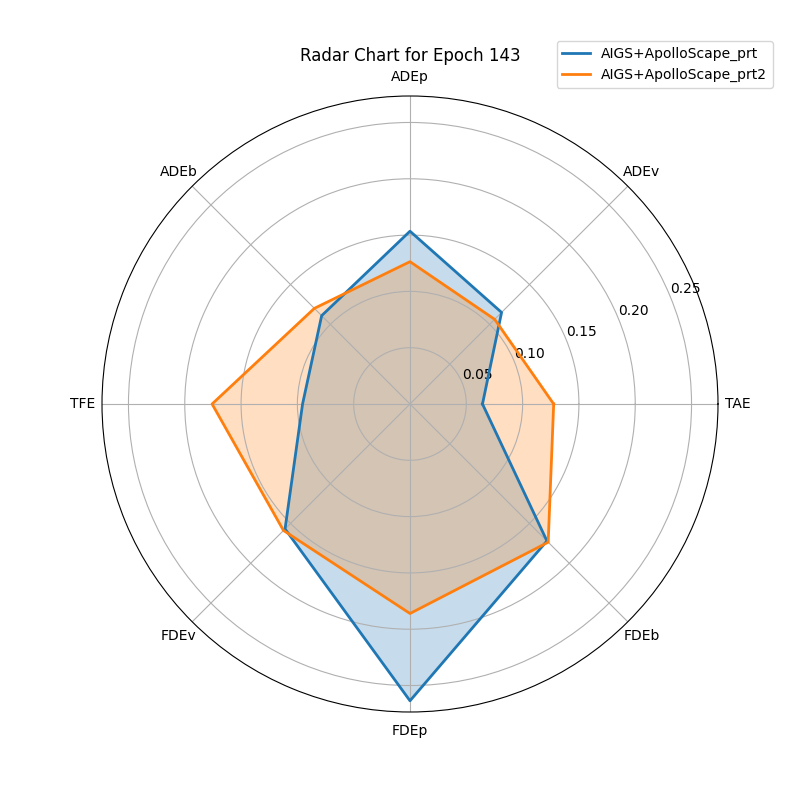 AIGS+ApolloScape_prt
AIGS+ApolloScape_prt2
Radar Chart for Epoch 143
ADEp
ADEb
ADEv
0.25
0.20
0.15
0.10
0.05
TFE
TAE
FDEv
FDEb
FDEp